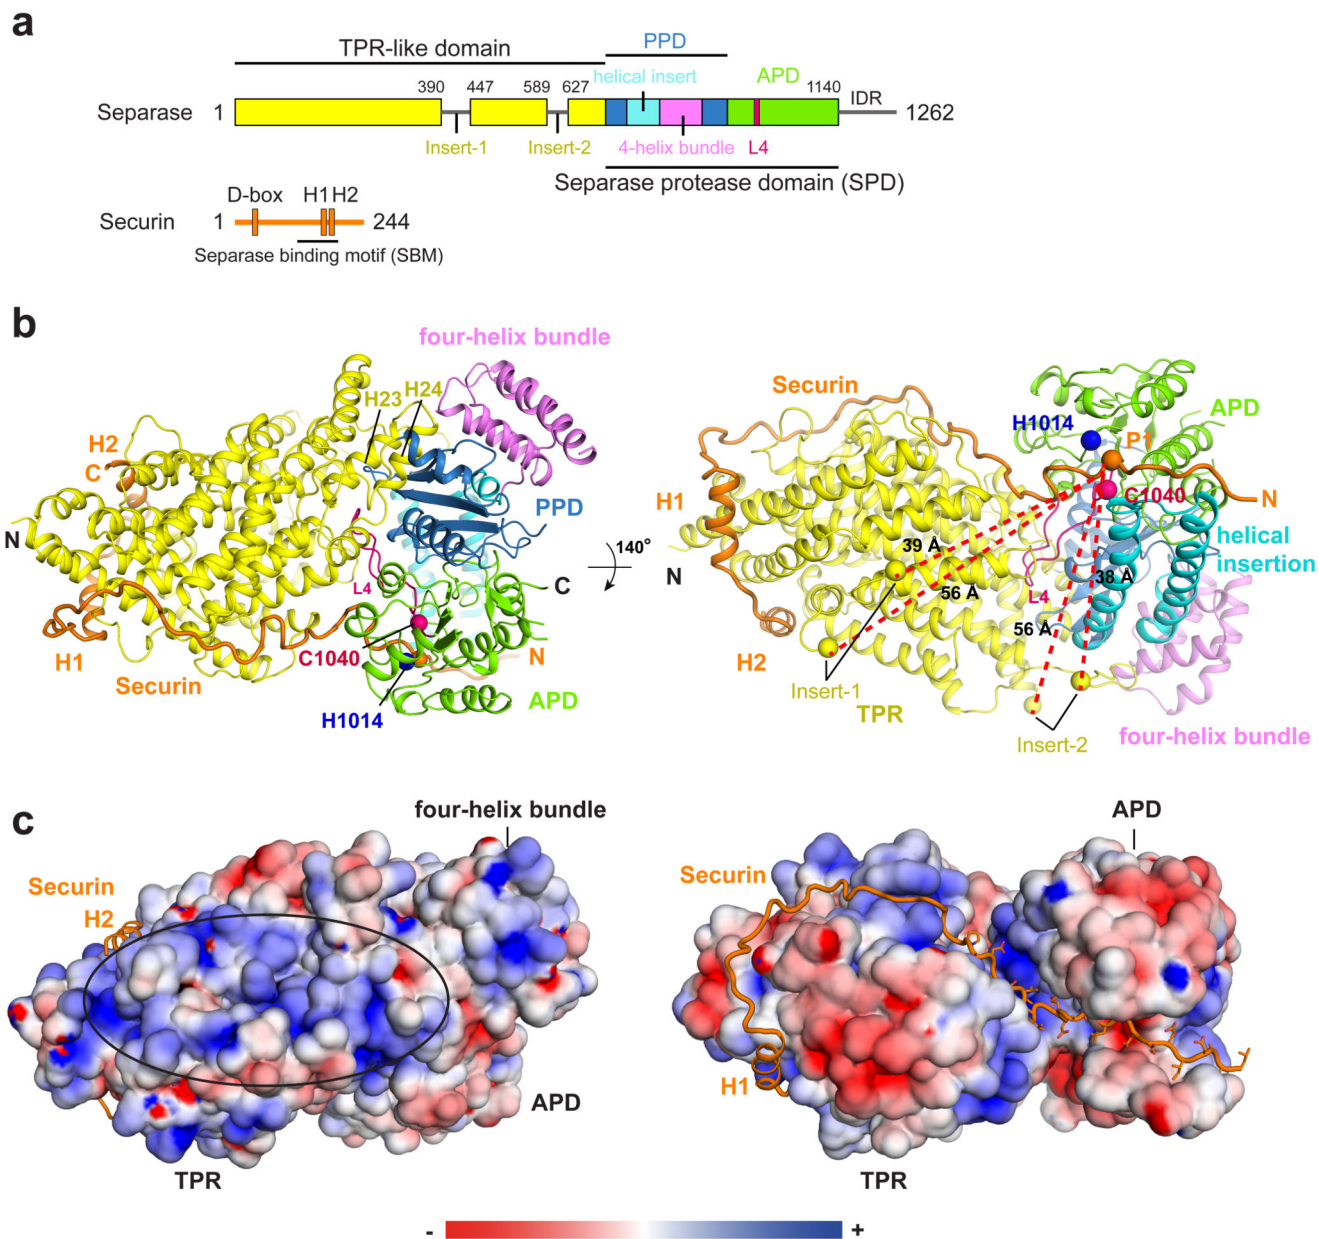 a
TPR-like domain
PPD
helical insert
APD
390
447
589
627
1140
IDR
Separase
1
1262
Insert-1
Insert-2
4-helix bundle
L4
Separase protease domain (SPD)
D-box
H1
H2
Securin
1
244
Separase binding motif (SBM)
b
four-helix bundle
H23
H24
H2
C
N
PPD
L4
C
H1
Securin
C1040
N
H1014
APD
140°
Securin
H1014
APD
P1
H1
C1040
N
helical
insertion
39 Å
N
56 Å
L4
38 Å
56 Å
H2
Insert-1
TPR
Insert-2
four-helix bundle
c
four-helix bundle
Securin
H2
APD
TPR
APD
Securin
H1
TPR
-
+